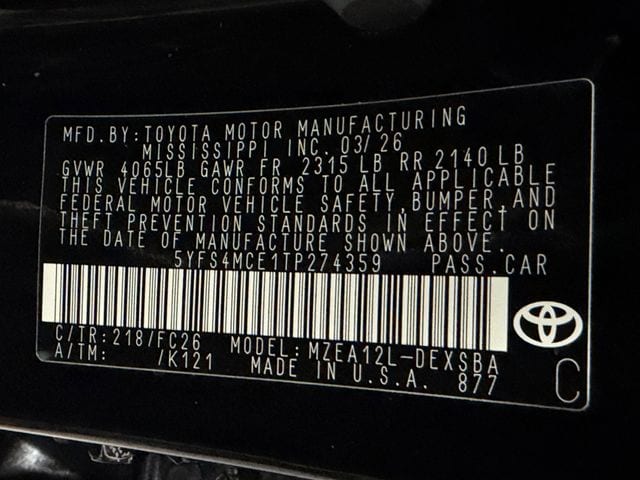 MFD.BY:TOYOTA MOTOR MANUFACTURING
MISSISSIPPI INC. 03/26
GVWR 4065LB GAWR FR 2315 LB RR 2140 LB
THIS VEHICLE CONFORMS TO ALL APPLICABLE
FEDERAL MOTOR VEHICLE SAFETY,BUMPER,AND
THEFT PREVENTION STANDARDS IN EFFECT ON
THE DATE OF MANUFACTURE SHOWN ABOVE.
5YFS4MCE1TP274359 PASS.CAR
C/TR:218/FC26 MODEL:MZEA12L-DEXSBA
A/TM: /K121 MADE IN U.S.A. 877
C